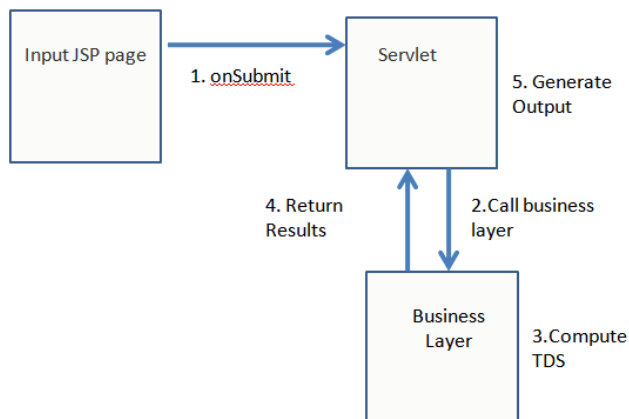 Input JSP page
1. onSubmit
Servlet
5. Generate
Output
4. Return
Results
2.Call business
layer
Business
Layer
3.Compute
TDS